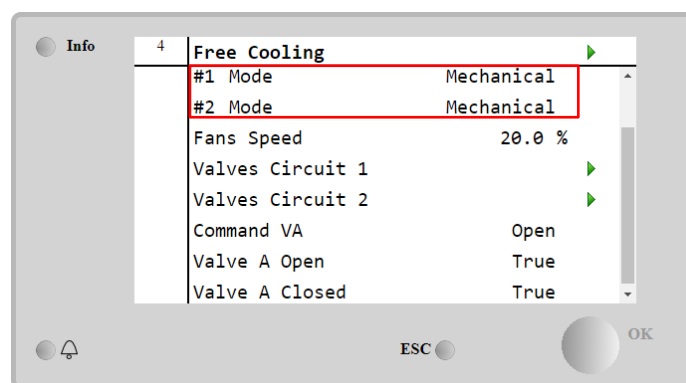 Info
4 Free Cooling
#1 Mode Mechanical
#2 Mode Mechanical
Fans Speed 20.0 %
Valves Circuit 1
Valves Circuit 2
Command VA Open
Valve A Open True
Valve A Closed True
OK
ESC